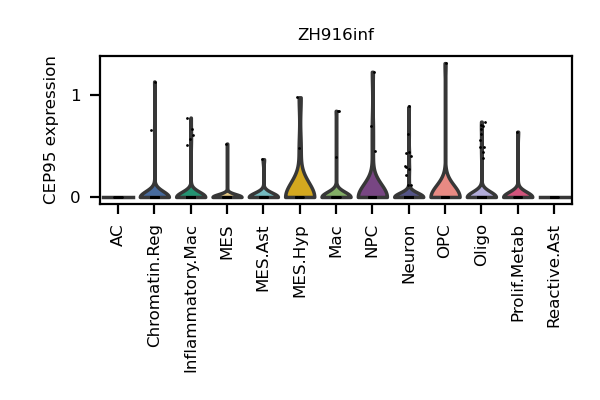 ZH916inf
CEP95 expression
1
0
AC
Chromatin.Reg
Inflammatory.Mac
MES
MES.Ast
MES.Hyp
Mac
NPC
Neuron
OPC
Oligo
Prolif.Metab
Reactive.Ast